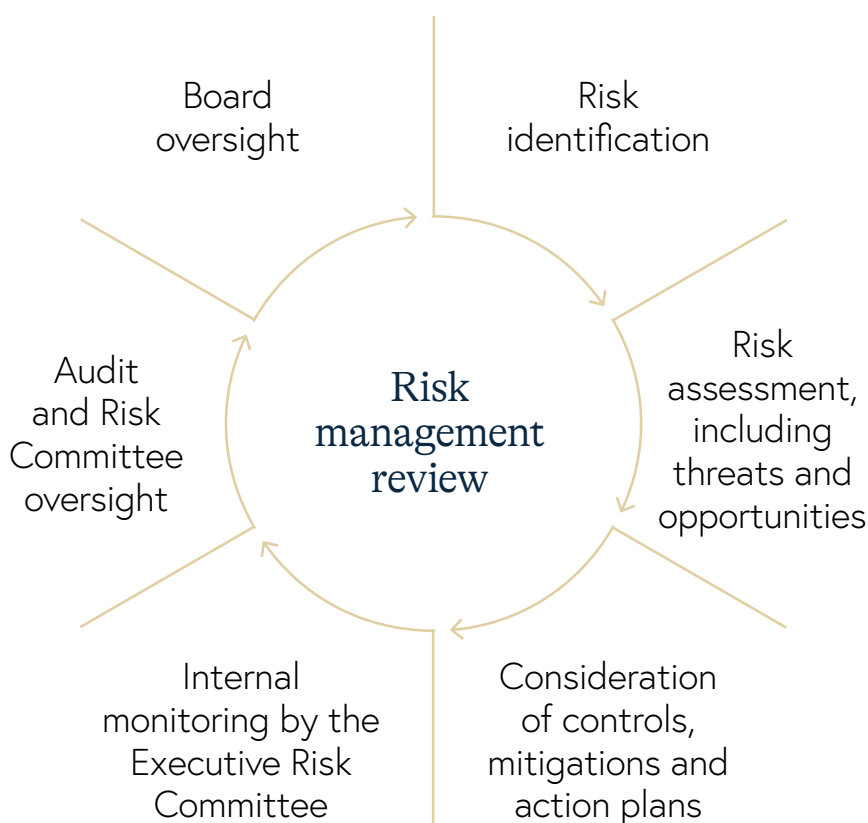 Board
oversight
Risk
identification
Risk
assessment,
including
threats and
opportunities
Consideration
of controls,
mitigations and
action plans
Internal
monitoring by the
Executive Risk
Committee
Audit
and Risk
Committee
oversight
Risk
management
review